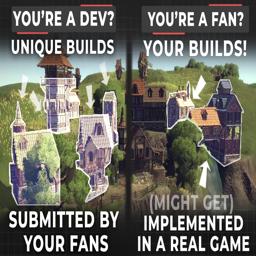 YOU'RE A DEV?
UNIQUE BUILDS
SUBMITTED BY
YOUR FANS
YOU'RE A FAN?
YOUR BUILDS!
(MIGHT GET)
IMPLEMENTED
IN A REAL GAME